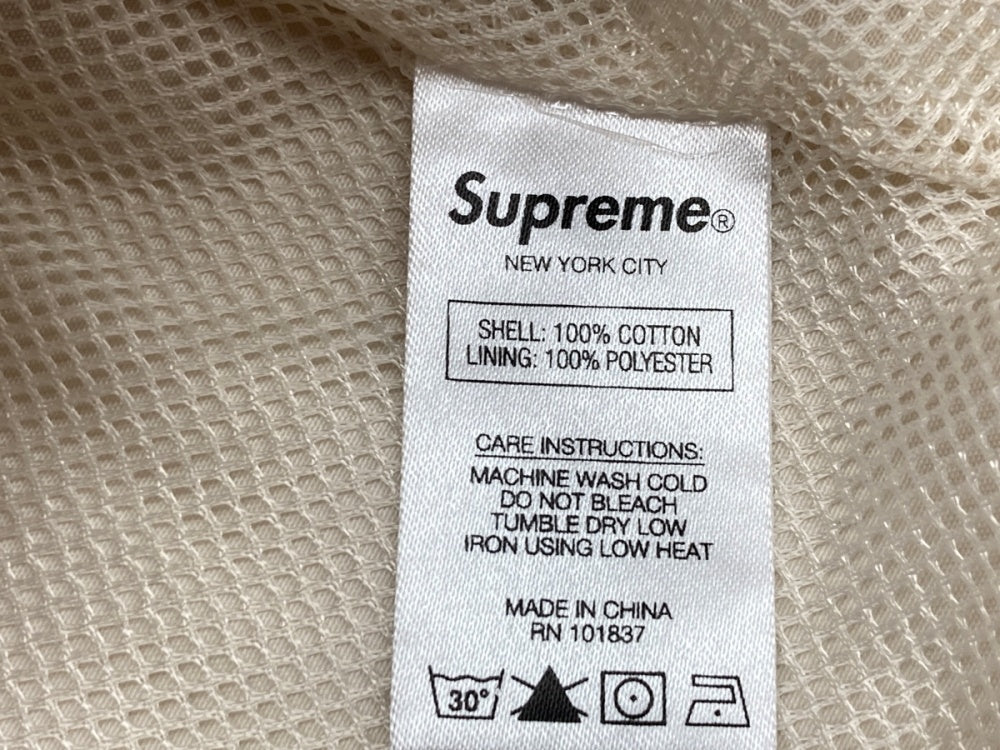 Supreme®
NEW YORK CITY
SHELL: 100% COTTON
LINING: 100% POLYESTER
CARE INSTRUCTIONS:
MACHINE WASH COLD
DO NOT BLEACH
TUMBLE DRY LOW
IRON USING LOW HEAT
MADE IN CHINA
RN 101837
30°